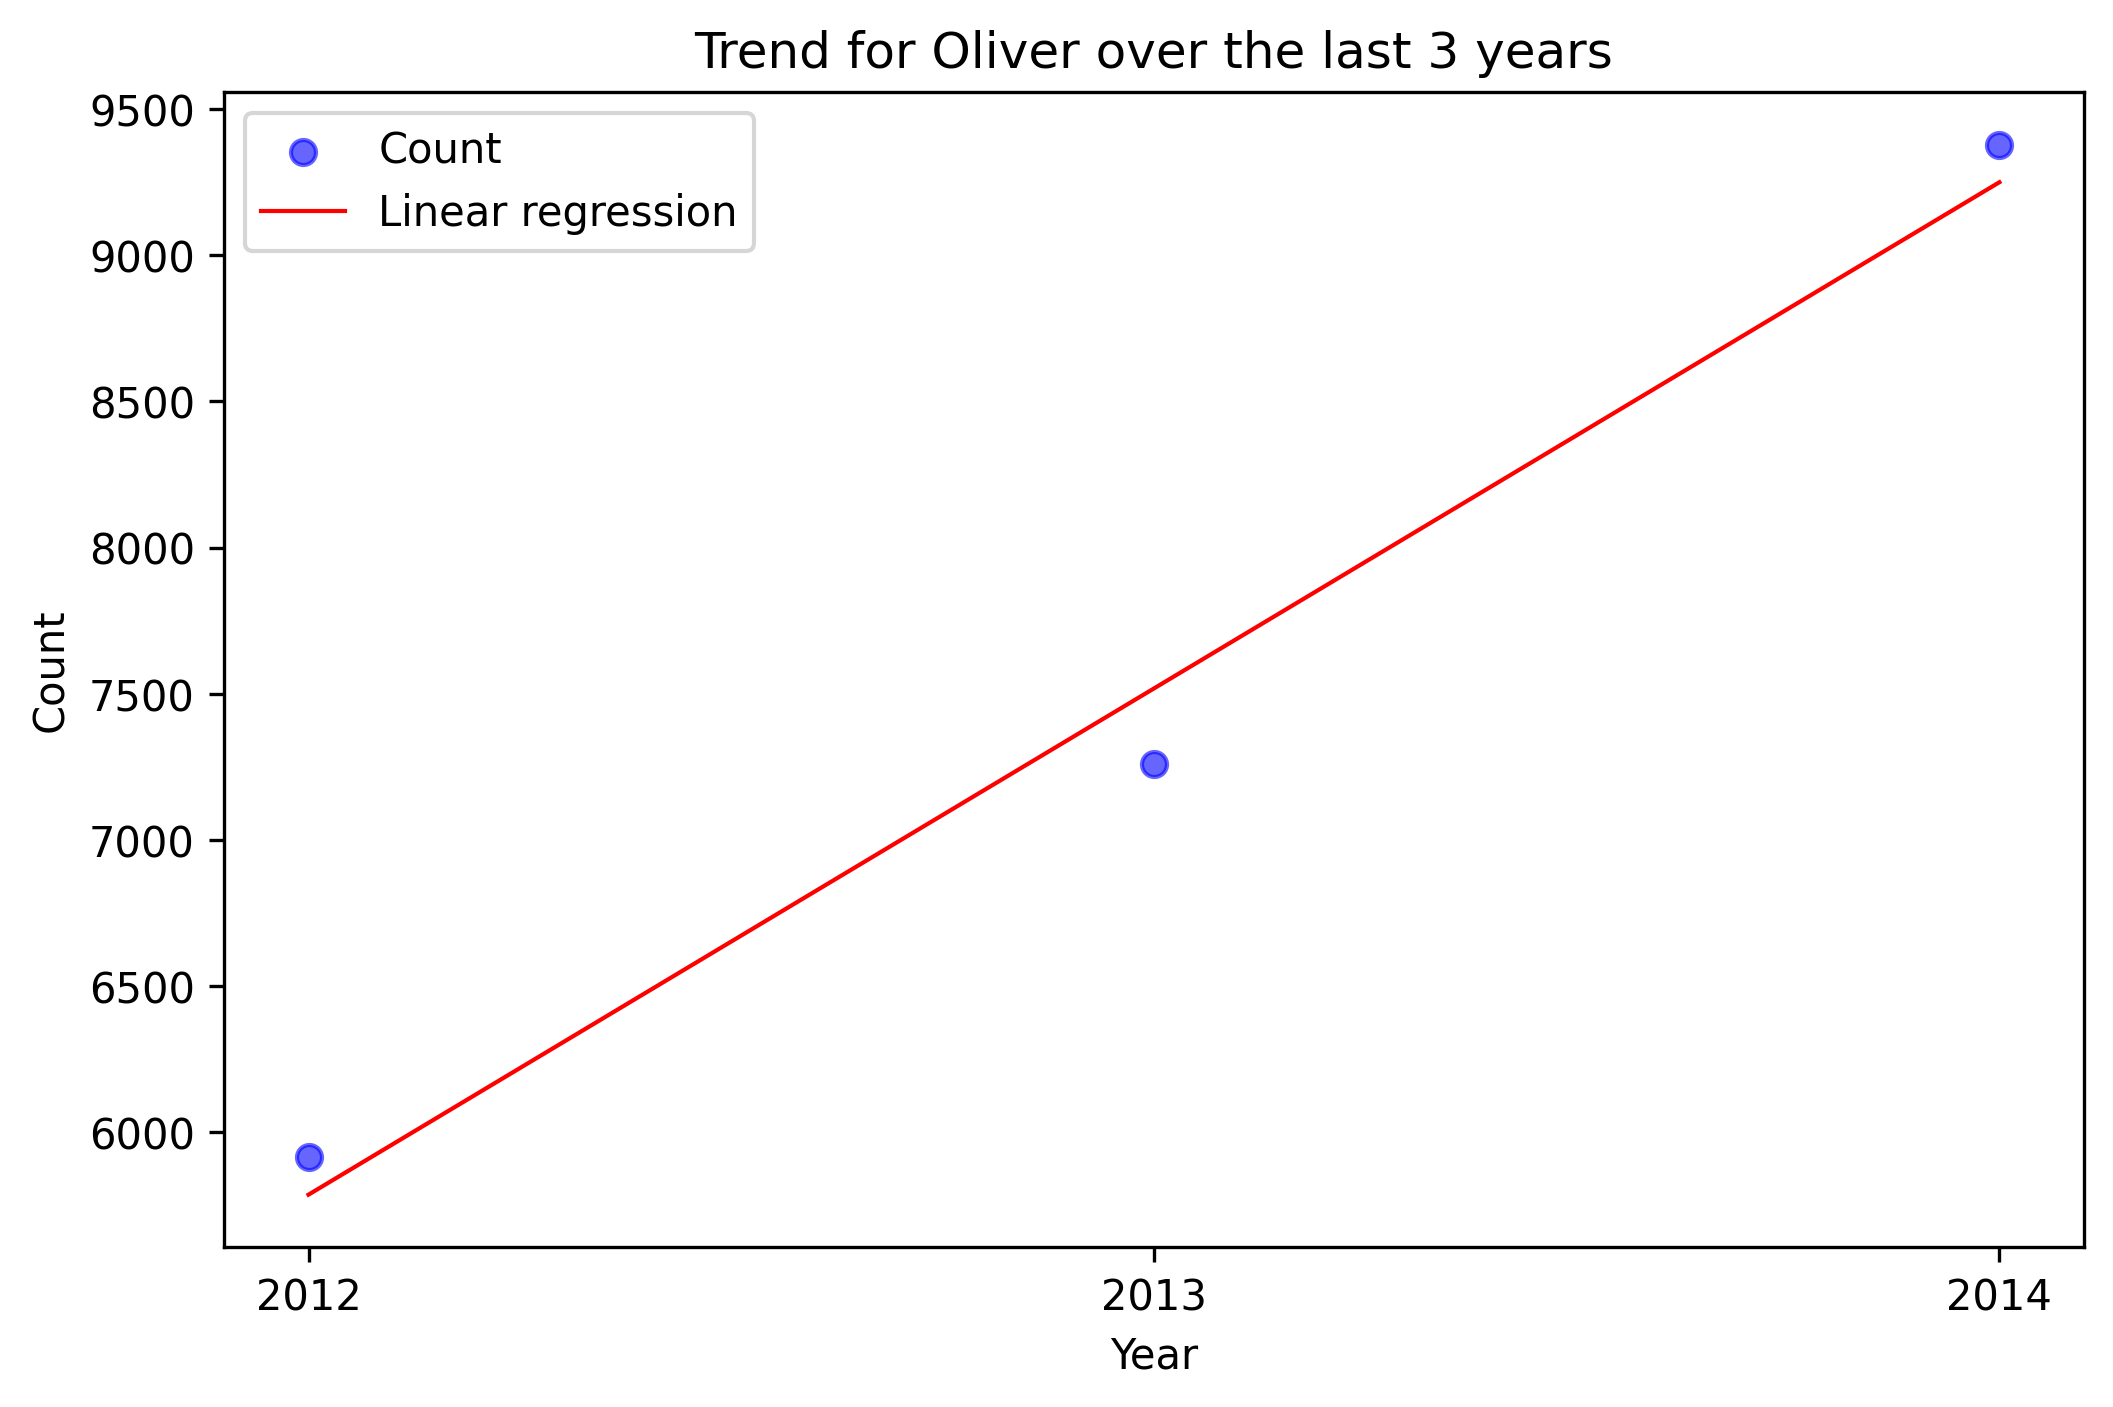 Trend for Oliver over the last 3 years
Count
Linear regression
9500
9000
8500
8000
7500
7000
6500
6000
Count
2012
2013
2014
Year